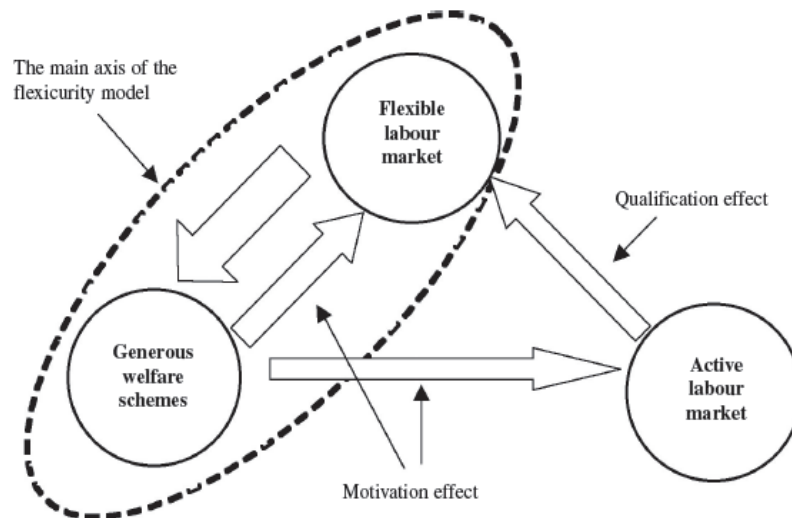 The main axis of the
flexicurity model
Flexible
labour
market
Qualification effect
Generous
welfare
schemes
Active
labour
market
Motivation effect